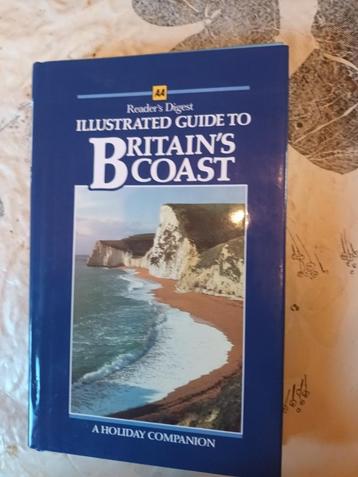 AA
Reader's Digest
ILLUSTRATED GUIDE TO
BRITAIN'S
COAST
A HOLIDAY COMPANION